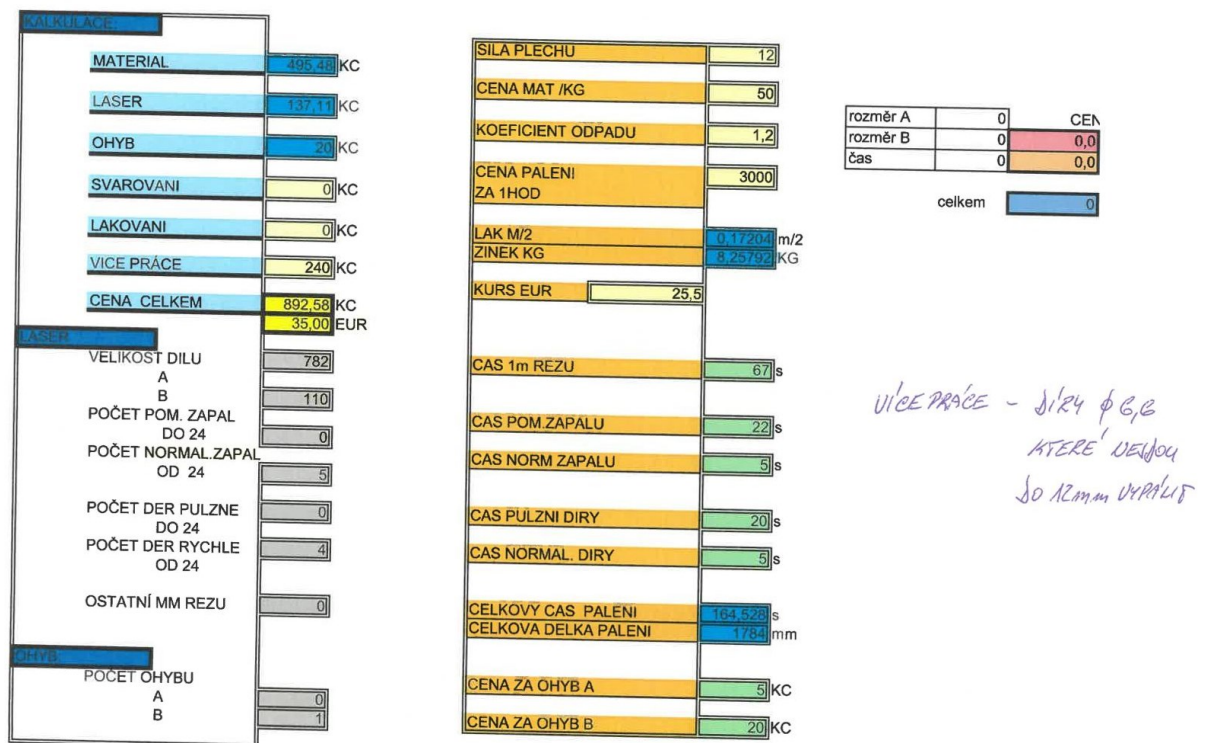 KALKULACE:
MATERIAL 495,48 KC
LASER 137,11 KC
OHYB 20 KC
SVAROVANI 0 KC
LAKOVANI 0 KC
VICE PRÁCE 240 KC
CENA CELKEM 892,58 KC
35,00 EUR
LASER
VELIKOST DILU 782
A
B 110
POČET POM. ZAPAL
DO 24 0
POČET NORMAL.ZAPAL
OD 24 5
POČET DER PULZNE 0
DO 24
POČET DER RYCHLE 4
OD 24
OSTATNÍ MM REZU 0
OHYB:
POČET OHYBU
A 0
B 1
SILA PLECHU 12
CENA MAT /KG 50
KOEFICIENT ODPADU 1,2
CENA PALENI 3000
ZA 1HOD
LAK M/2 0,17204 m/2
ZINEK KG 8,25792 KG
KURS EUR 25,5
CAS 1m REZU 67 s
CAS POM.ZAPALU 22 s
CAS NORM ZAPALU 5 s
CAS PULZNI DIRY 20 s
CAS NORMAL. DIRY 5 s
CELKOVY CAS PALENI 164,528 s
CELKOVA DELKA PALENI 1784 mm
CENA ZA OHYB A 5 KC
CENA ZA OHYB B 20 KC
rozměr A 0 CEN
rozměr B 0 0,0
čas 0 0,0
celkem 0
VÍCE PRÁCE - DÍRY ϕ 6,6
KTERÉ NEJDOU
DO 12mm VYPÁLIT